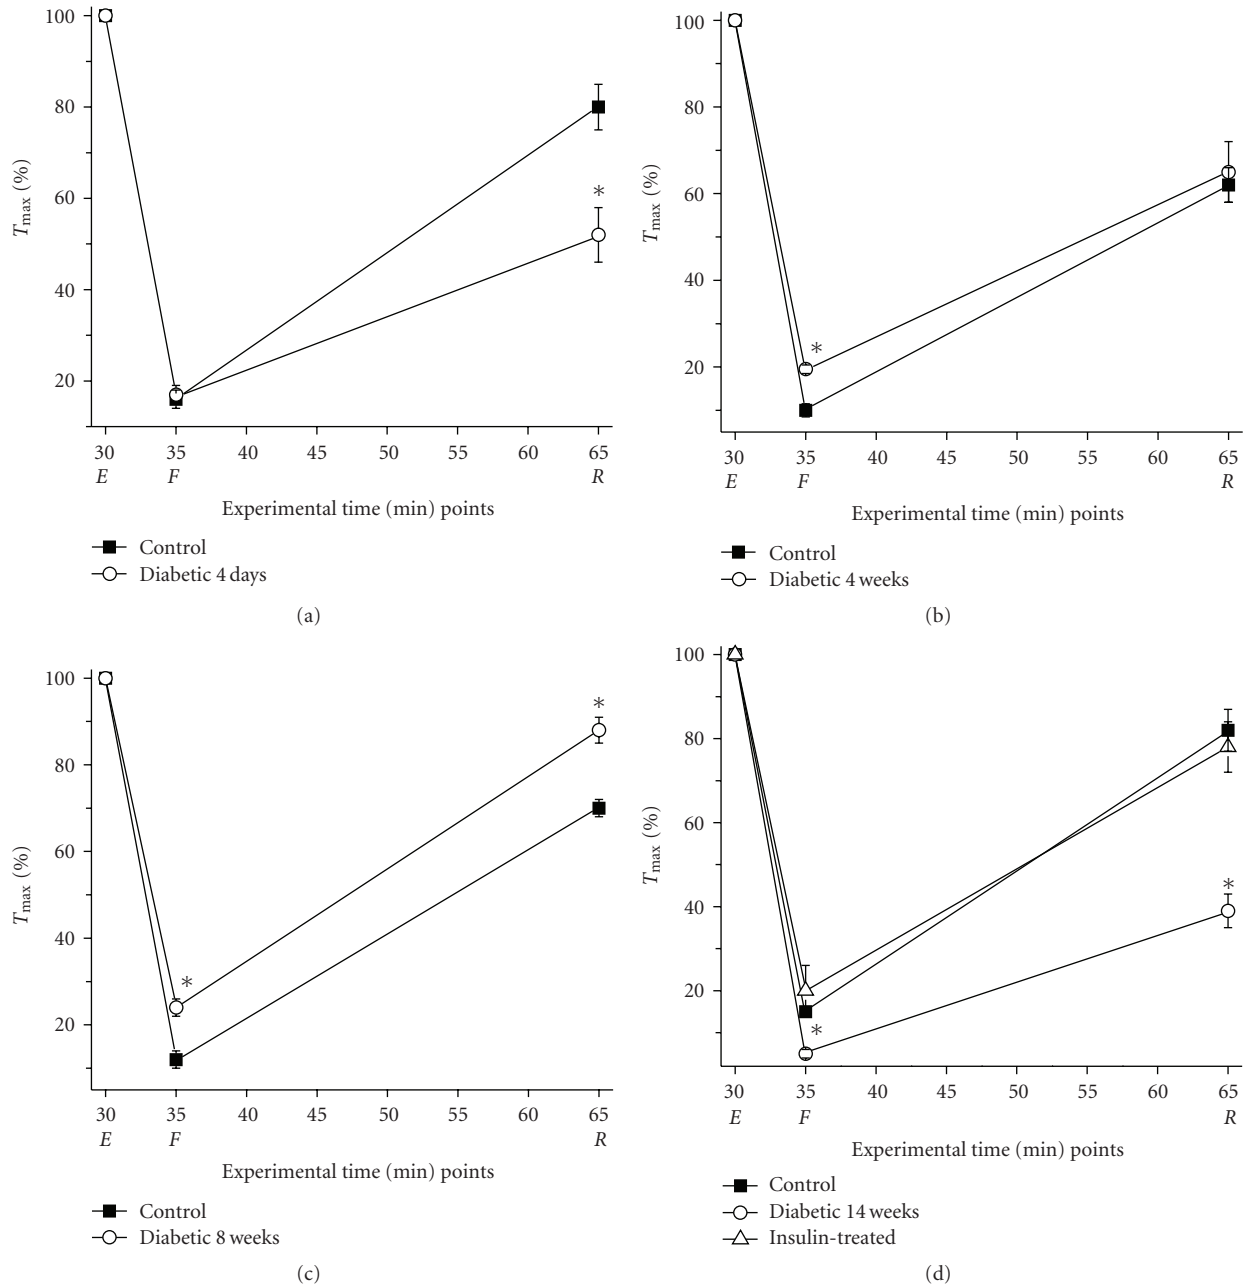 (a)
100
80
60
40
20
T max (%)
*
30 35 40 45 50 55 60 65
E F R
Experimental time (min) points
Control
Diabetic 4 days
(a)
100
80
60
40
20
T max (%)
*
30 35 40 45 50 55 60 65
E F R
Experimental time (min) points
Control
Diabetic 4 weeks
(b)
100
80
60
40
20
T max (%)
*
*
30 35 40 45 50 55 60 65
E F R
Experimental time (min) points
Control
Diabetic 8 weeks
(c)
100
80
60
40
20
T max (%)
*
*
30 35 40 45 50 55 60 65
E F R
Experimental time (min) points
Control
Diabetic 14 weeks
Insulin-treated
(d)